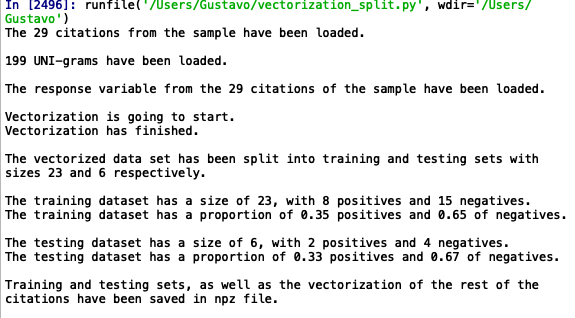 In [2496]: runfile('/Users/Gustavo/vectorization_split.py', wdir='/Users/
Gustavo')
The 29 citations from the sample have been loaded.
199 UNI-grams have been loaded.
The response variable from the 29 citations of the sample have been loaded.
Vectorization is going to start.
Vectorization has finished.
The vectorized data set has been split into training and testing sets with
sizes 23 and 6 respectively.
The training dataset has a size of 23, with 8 positives and 15 negatives.
The training dataset has a proportion of 0.35 positives and 0.65 of negatives.
The testing dataset has a size of 6, with 2 positives and 4 negatives.
The testing dataset has a proportion of 0.33 positives and 0.67 of negatives.
Training and testing sets, as well as the vectorization of the rest of the
citations have been saved in npz file.